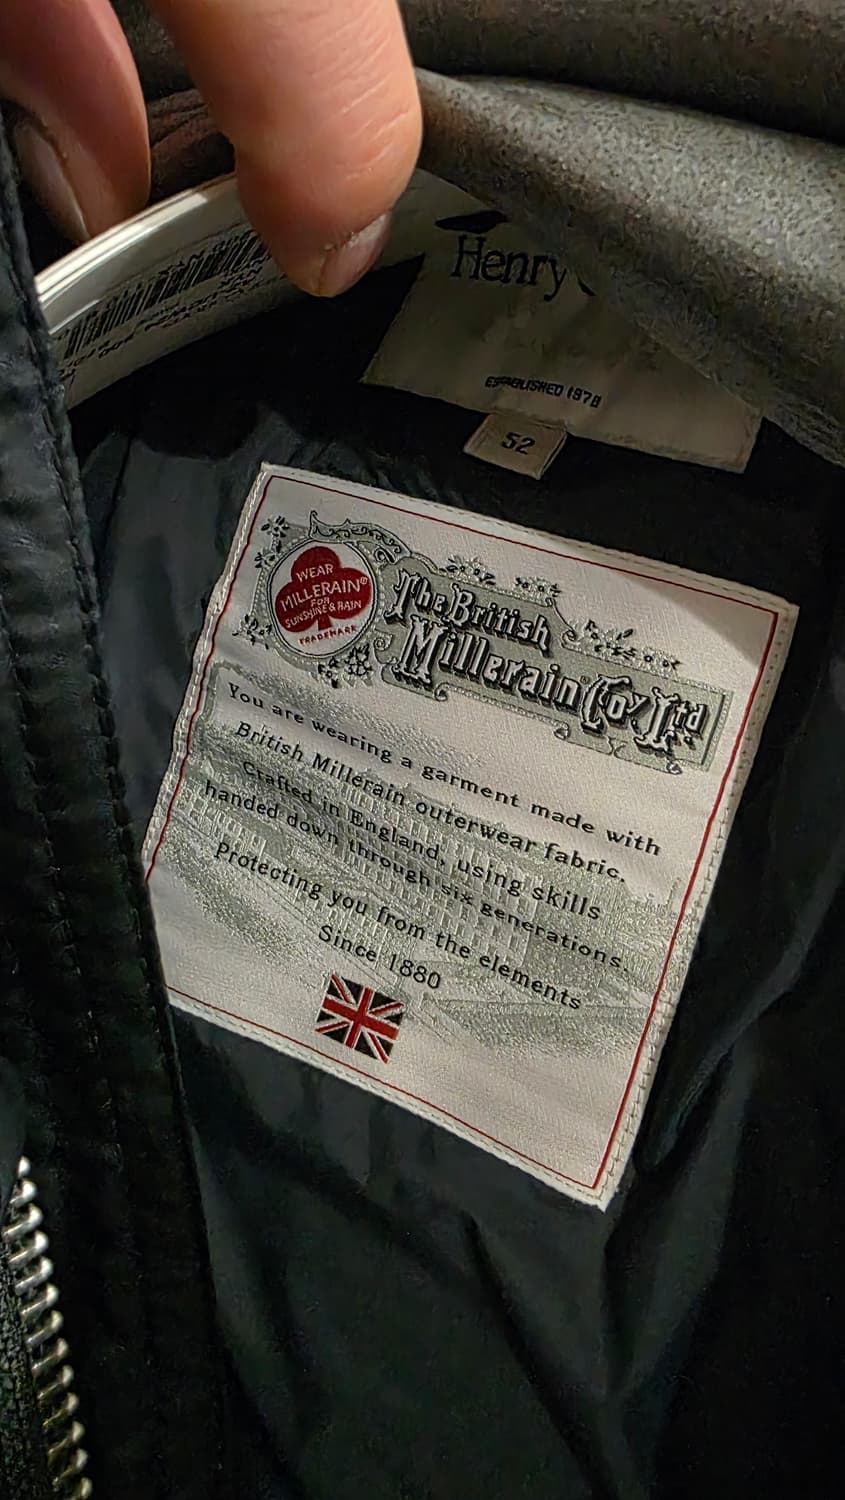 Henry
ESTABLISHED 1978
52
WEAR
MILLERAIN®
FOR
SUNSHINE & RAIN
TRADEMARK
The British
Millerain Coy Ltd
You are wearing a garment made with
British Millerain outerwear fabric.
Crafted in England, using skills
handed down through six generations.
Protecting you from the elements
Since 1880